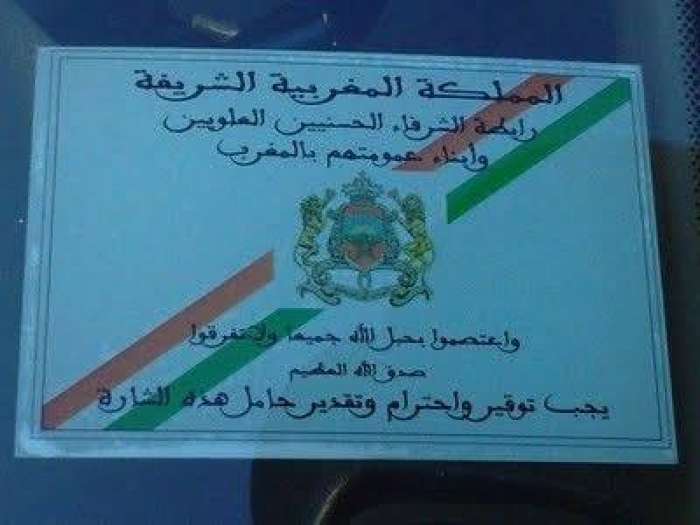 المملكة المغربية الشريفة
رابطة الشرفاء الحسنيين العلويين
وأبناء عمومتهم بالمغرب
واعتصموا بحبل الله جميعا ولا تفرقوا
صدق الله العظيم
يجب توقير واحترام وتقدير حامل هذه الشارة